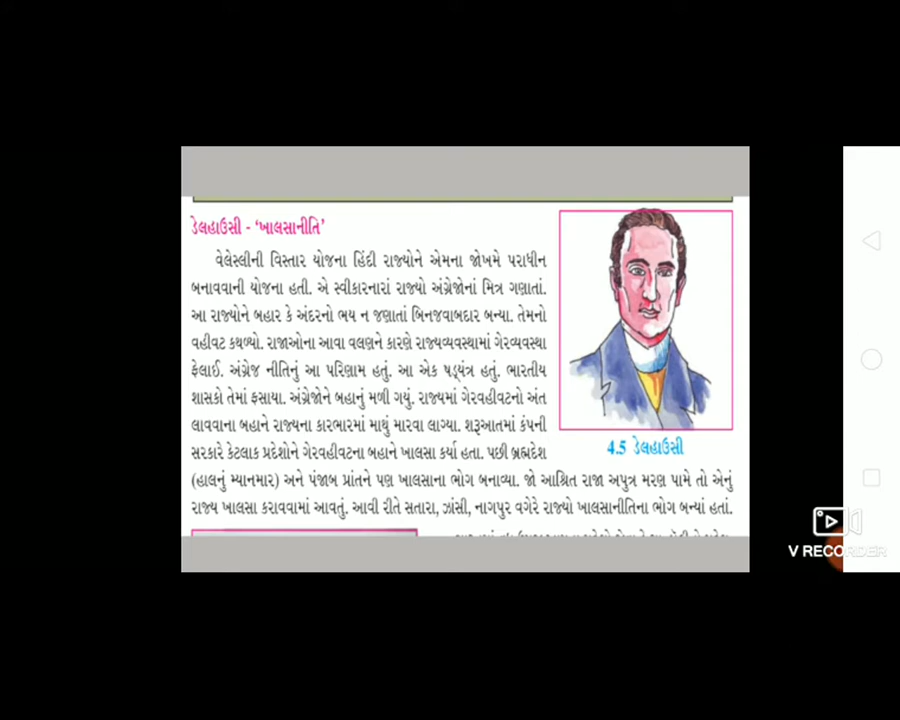 ડેલહાઉસી - 'ખાલસાનીતિ'
વેલેસ્લીની વિસ્તાર યોજના હિંદી રાજ્યોને એમના જોખમે પરાધીન
બનાવવાની યોજના હતી. એ સ્વીકારનારાં રાજ્યો અંગ્રેજોનાં મિત્ર ગણાતાં.
આ રાજ્યોને બહાર કે અંદરનો ભય ન જણાતાં બિનજવાબદાર બન્યા. તેમનો
વહીવટ કથળ્યો. રાજાઓના આવા વલણને કારણે રાજ્યવ્યવસ્થામાં ગેરવ્યવસ્થા
ફેલાઈ. અંગ્રેજ નીતિનું આ પરિણામ હતું. આ એક ષડ્યંત્ર હતું. ભારતીય
શાસકો તેમાં ફસાયા. અંગ્રેજોને બહાનું મળી ગયું. રાજ્યમાં ગેરવહીવટનો અંત
લાવવાના બહાને રાજ્યના કારભારમાં માથું મારવા લાગ્યા. શરૂઆતમાં કંપની
સરકારે કેટલાક પ્રદેશોને ગેરવહીવટના બહાને ખાલસા કર્યા હતા. પછી બ્રહ્મદેશ
(હાલનું મ્યાનમાર) અને પંજાબ પ્રાંતને પણ ખાલસાના ભોગ બનાવ્યા. જો આશ્રિત રાજા અપુત્ર મરણ પામે તો એનું
રાજ્ય ખાલસા કરાવવામાં આવતું. આવી રીતે સતારા, ઝાંસી, નાગપુર વગેરે રાજ્યો ખાલસાનીતિના ભોગ બન્યાં હતાં.
4.5 ડેલહાઉસી
V RECORDER